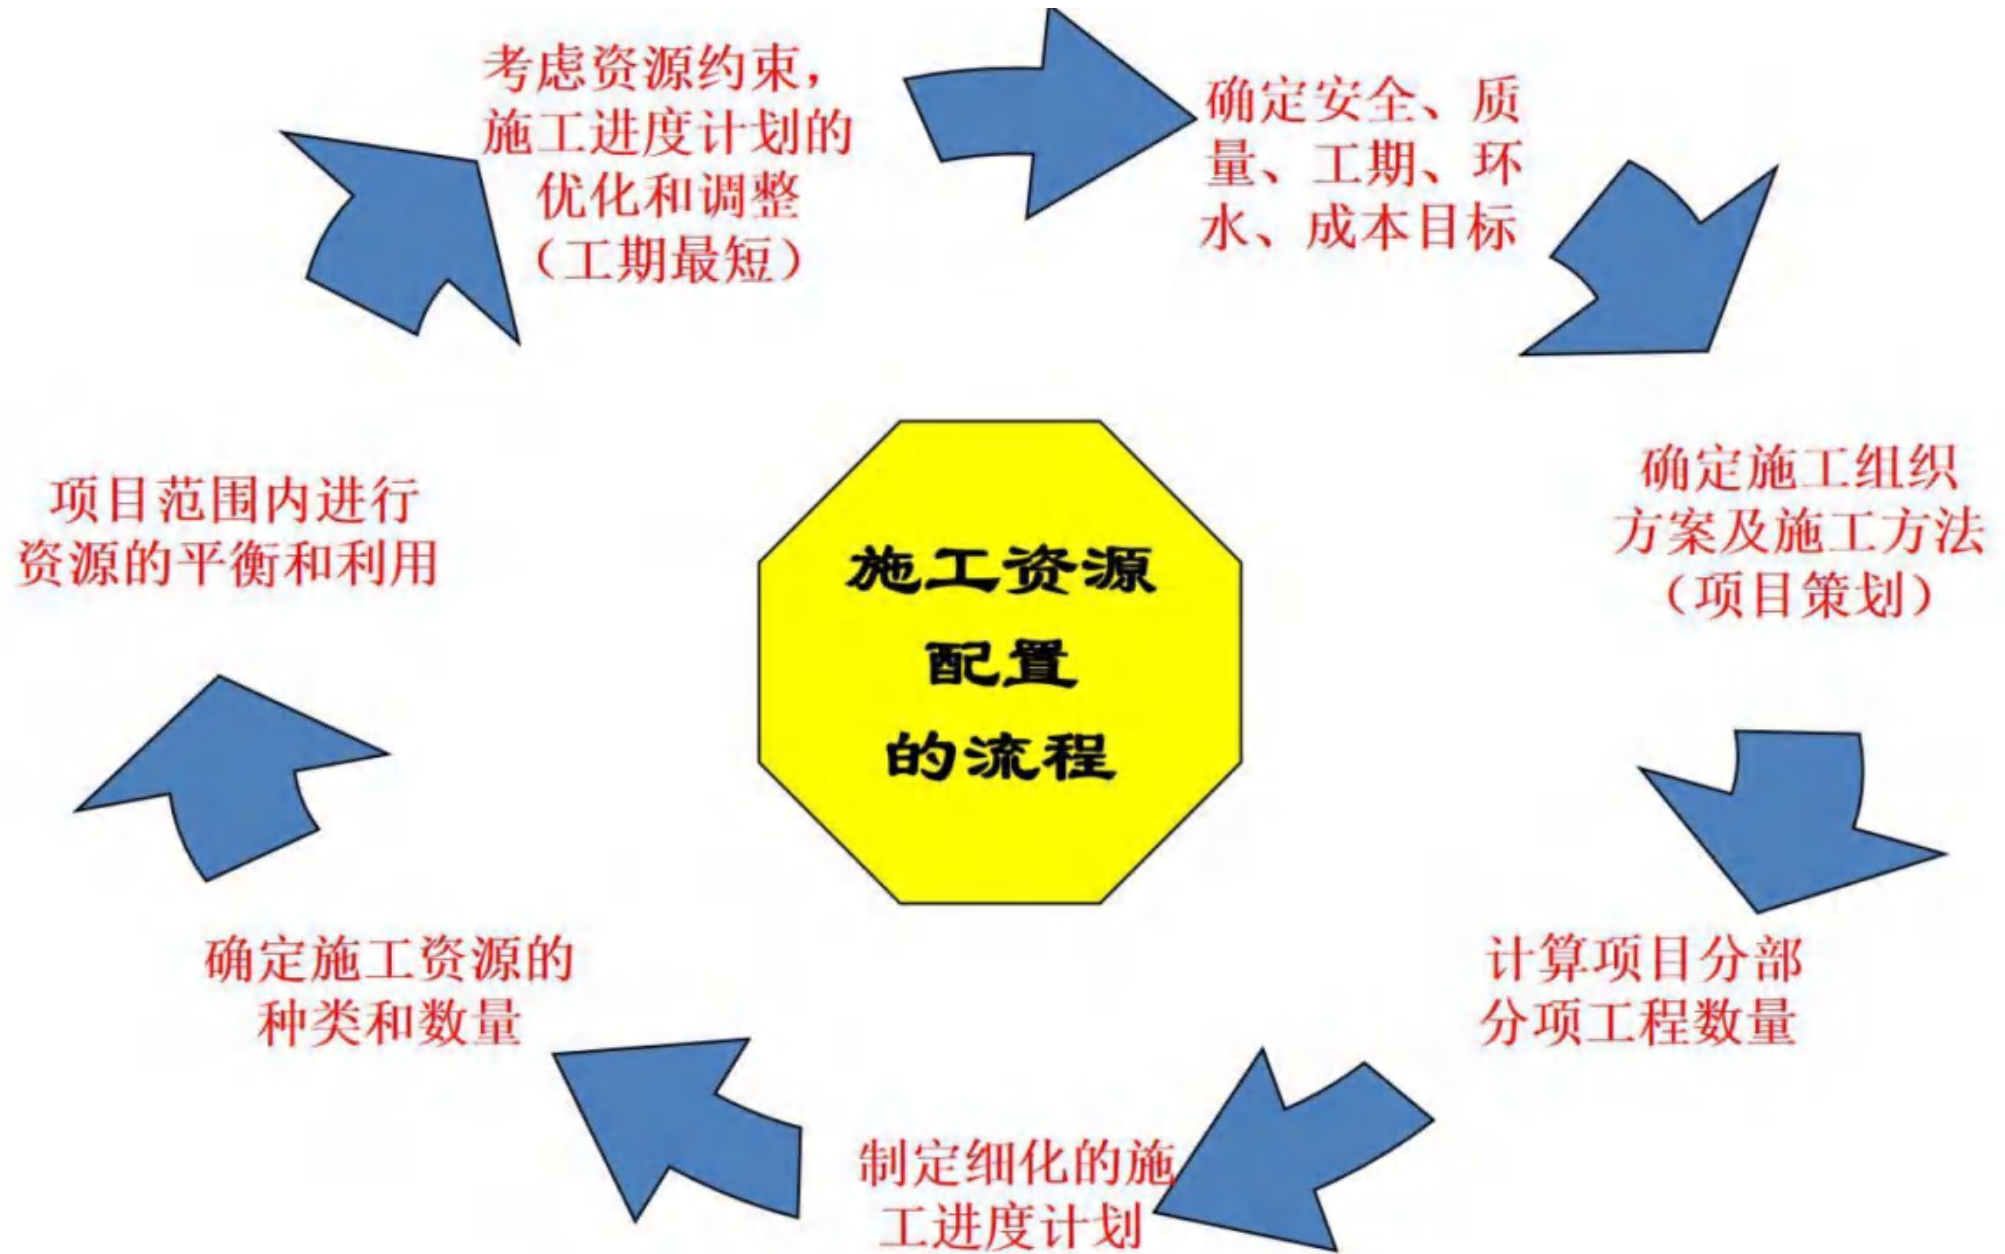 考虑资源约束，
施工进度计划的
优化和调整
（工期最短）
确定安全、质
量、工期、环
水、成本目标
确定施工组织
方案及施工方法
（项目策划）
计算项目分部
分项工程数量
制定细化的施
工进度计划
确定施工资源的
种类和数量
项目范围内进行
资源的平衡和利用
施工资源
配置
的流程